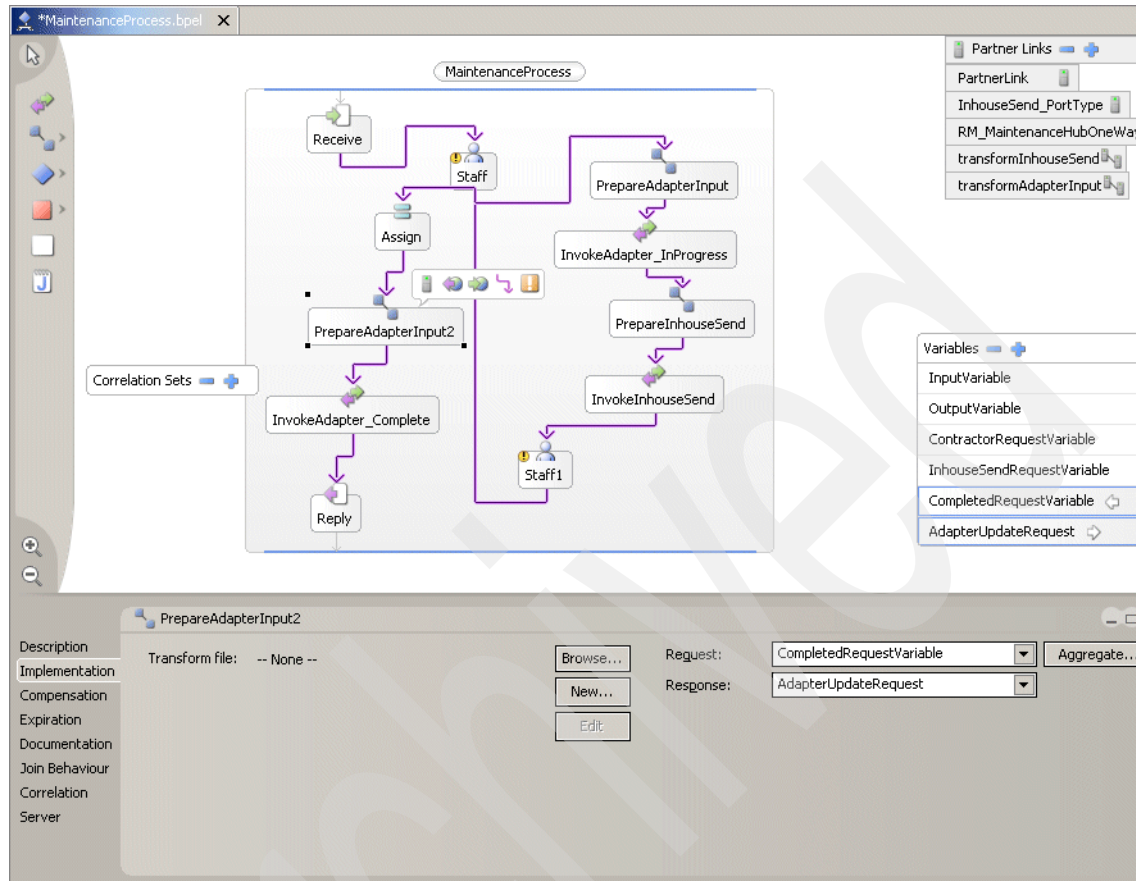 *MaintenanceProcess.bpel
MaintenanceProcess
Receive
Staff
Assign
PrepareAdapterInput
InvokeAdapter_InProgress
PrepareAdapterInput2
PrepareInhouseSend
InvokeAdapter_Complete
InvokeInhouseSend
Staff1
Reply
Correlation Sets
Partner Links
PartnerLink
InhouseSend_PortType
RM_MaintenanceHubOneWay
transformInhouseSend
transformAdapterInput
Variables
InputVariable
OutputVariable
ContractorRequestVariable
InhouseSendRequestVariable
CompletedRequestVariable
AdapterUpdateRequest
PrepareAdapterInput2
Description
Implementation
Compensation
Expiration
Documentation
Join Behaviour
Correlation
Server
Transform file: -- None --
Browse...
New...
Edit
Request: CompletedRequestVariable
Aggregate...
Response: AdapterUpdateRequest